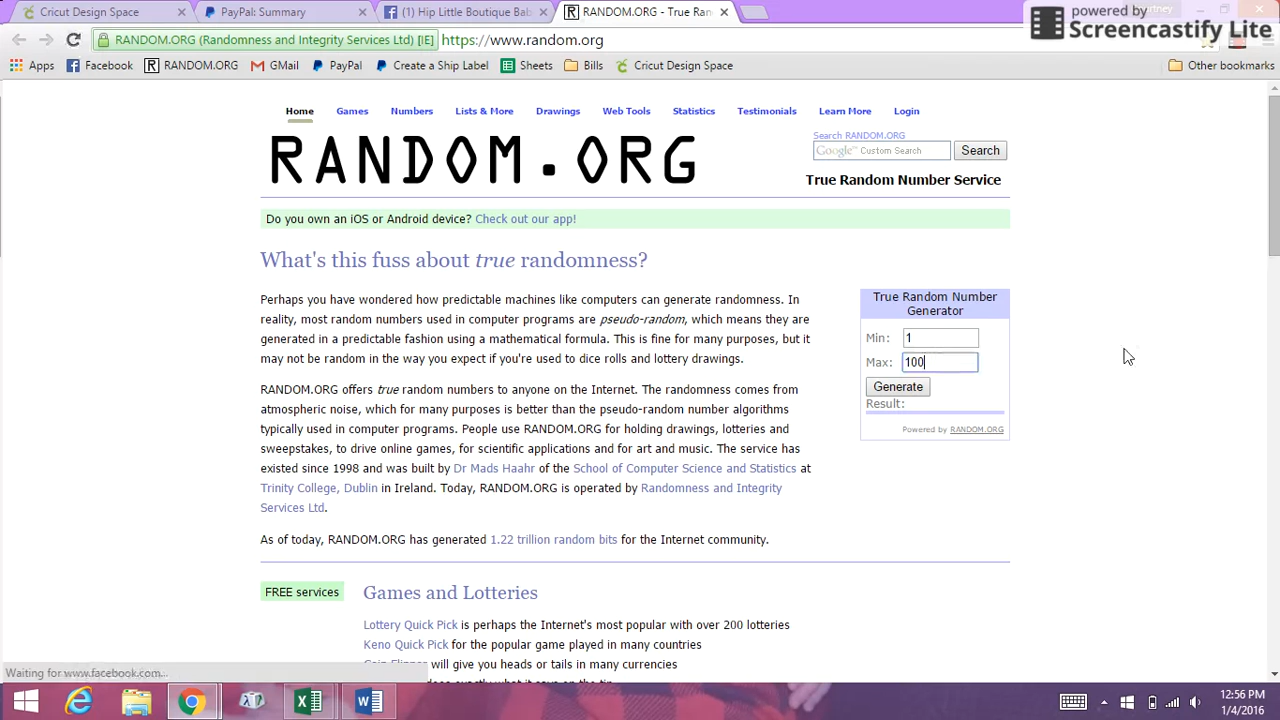 powered by
Screencastify Lite
Cricut Design Space
PayPal: Summary
(1) Hip Little Boutique Bab
RANDOM.ORG - True Ran
RANDOM.ORG (Randomness and Integrity Services Ltd) [IE]
https://www.random.org
Apps
Facebook
RANDOM.ORG
GMail
PayPal
Create a Ship Label
Sheets
Bills
Cricut Design Space
Other bookmarks
Home
Games
Numbers
Lists & More
Drawings
Web Tools
Statistics
Testimonials
Learn More
Login
RANDOM.ORG
Search RANDOM.ORG
Google™ Custom Search
Search
True Random Number Service
Do you own an iOS or Android device? Check out our app!
What's this fuss about true randomness?
Perhaps you have wondered how predictable machines like computers can generate randomness. In
reality, most random numbers used in computer programs are pseudo-random, which means they are
generated in a predictable fashion using a mathematical formula. This is fine for many purposes, but it
may not be random in the way you expect if you're used to dice rolls and lottery drawings.
RANDOM.ORG offers true random numbers to anyone on the Internet. The randomness comes from
atmospheric noise, which for many purposes is better than the pseudo-random number algorithms
typically used in computer programs. People use RANDOM.ORG for holding drawings, lotteries and
sweepstakes, to drive online games, for scientific applications and for art and music. The service has
existed since 1998 and was built by Dr Mads Haahr of the School of Computer Science and Statistics at
Trinity College, Dublin in Ireland. Today, RANDOM.ORG is operated by Randomness and Integrity
Services Ltd.
As of today, RANDOM.ORG has generated 1.22 trillion random bits for the Internet community.
True Random Number
Generator
Min: 1
Max: 100
Generate
Result:
Powered by RANDOM.ORG
FREE services
Games and Lotteries
Lottery Quick Pick is perhaps the Internet's most popular with over 200 lotteries
Keno Quick Pick for the popular game played in many countries
Coin Flipper will give you heads or tails in many currencies
Waiting for www.facebook.com...
12:56 PM
1/4/2016